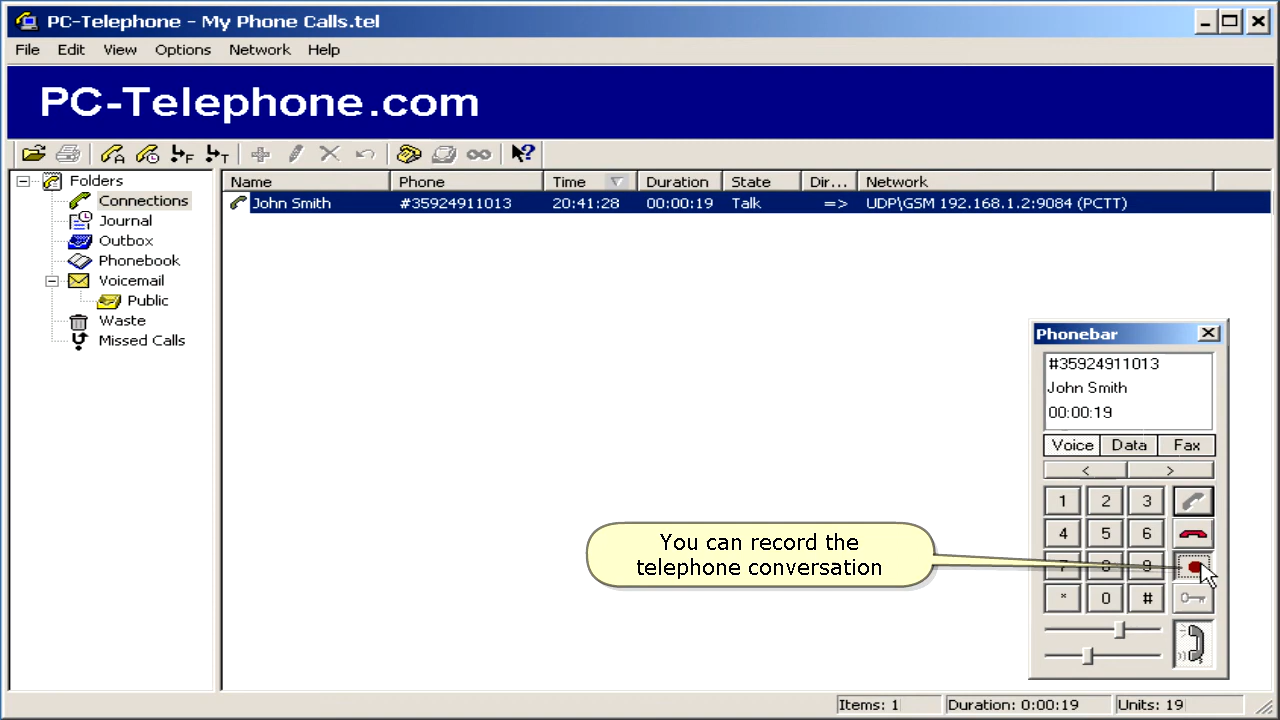 PC-Telephone - My Phone Calls.tel
File Edit View Options Network Help
PC-Telephone.com
Folders
Connections
Journal
Outbox
Phonebook
Voicemail
Public
Waste
Missed Calls
Name Phone Time Duration State Dir... Network
John Smith #35924911013 20:41:28 00:00:19 Talk => UDP\GSM 192.168.1.2:9084 (PCTT)
You can record the
telephone conversation
Phonebar
#35924911013
John Smith
00:00:19
Voice Data Fax
< >
1 2 3
4 5 6
7 8 9
* 0 #
Items: 1 Duration: 0:00:19 Units: 19